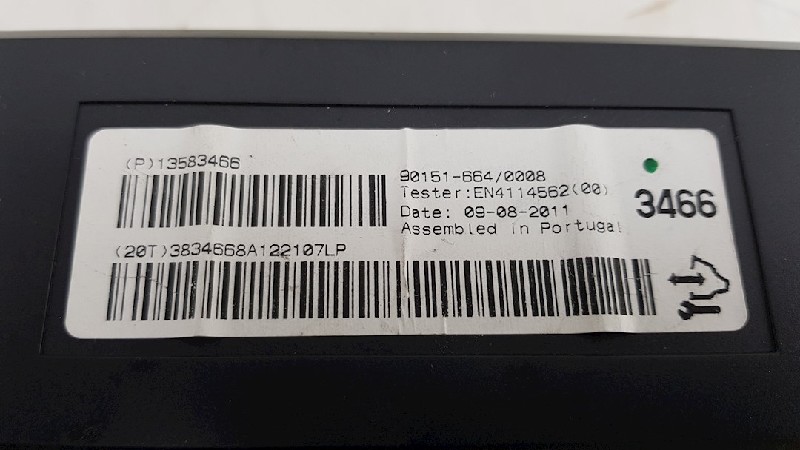 (P)13583466
90151-664/0008
Tester:EN4114562(00)
Date: 09-08-2011
Assembled in Portugal
3466
(20T)3834668A122107LP